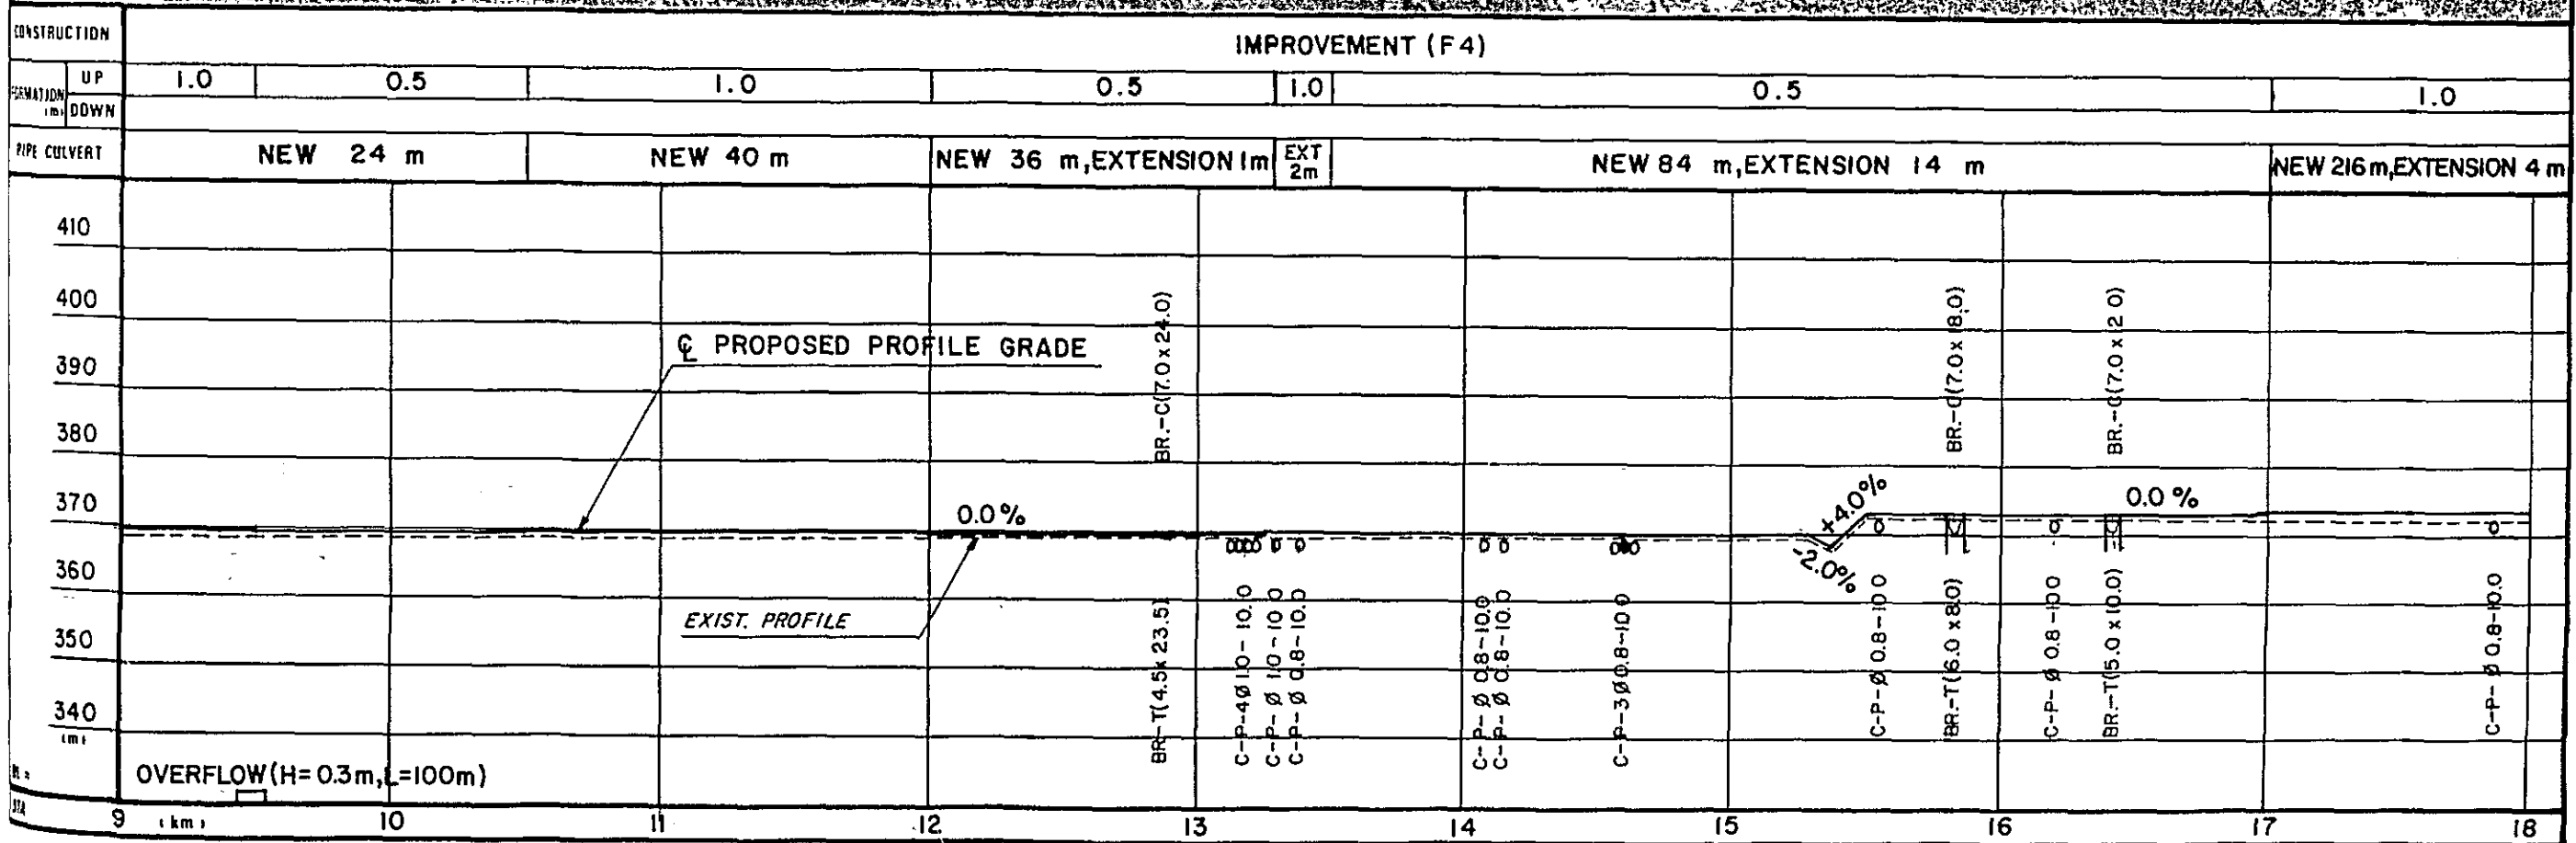 CONSTRUCTION
IMPROVEMENT (F4)
FORMATION (m)
UP
1.0 0.5 1.0 0.5 1.0 0.5 1.0
DOWN
PIPE CULVERT
NEW 24 m
NEW 40 m
NEW 36 m, EXTENSION 1m
EXT 2m
NEW 84 m, EXTENSION 14 m
NEW 216 m, EXTENSION 4 m
410
400
390
380
370
360
350
340
(m)
℄ PROPOSED PROFILE GRADE
EXIST. PROFILE
0.0 %
-2.0%
+4.0%
0.0 %
BR.-C(7.0 x 24.0)
BR.-C(7.0 x 18.0)
BR.-C(7.0 x 12 0)
BR-T(4.5 x 23.5)
C-P-4Ø 1.0-10.0
C-P-Ø 1.0-10.0
C-P-Ø 0.8-10.0
C-P-Ø 0.8-10.0
C-P-Ø 0.8-10.0
C-P-3Ø 0.8-10.0
C-P-Ø 0.8-10.0
BR.-T(6.0 x 8.0)
C-P-Ø 0.8-10.0
BR.-T(5.0 x 10.0)
C-P-Ø 0.8-10.0
OVERFLOW (H=0.3m, L=100m)
STA.
9 (km) 10 11 12 13 14 15 16 17 18